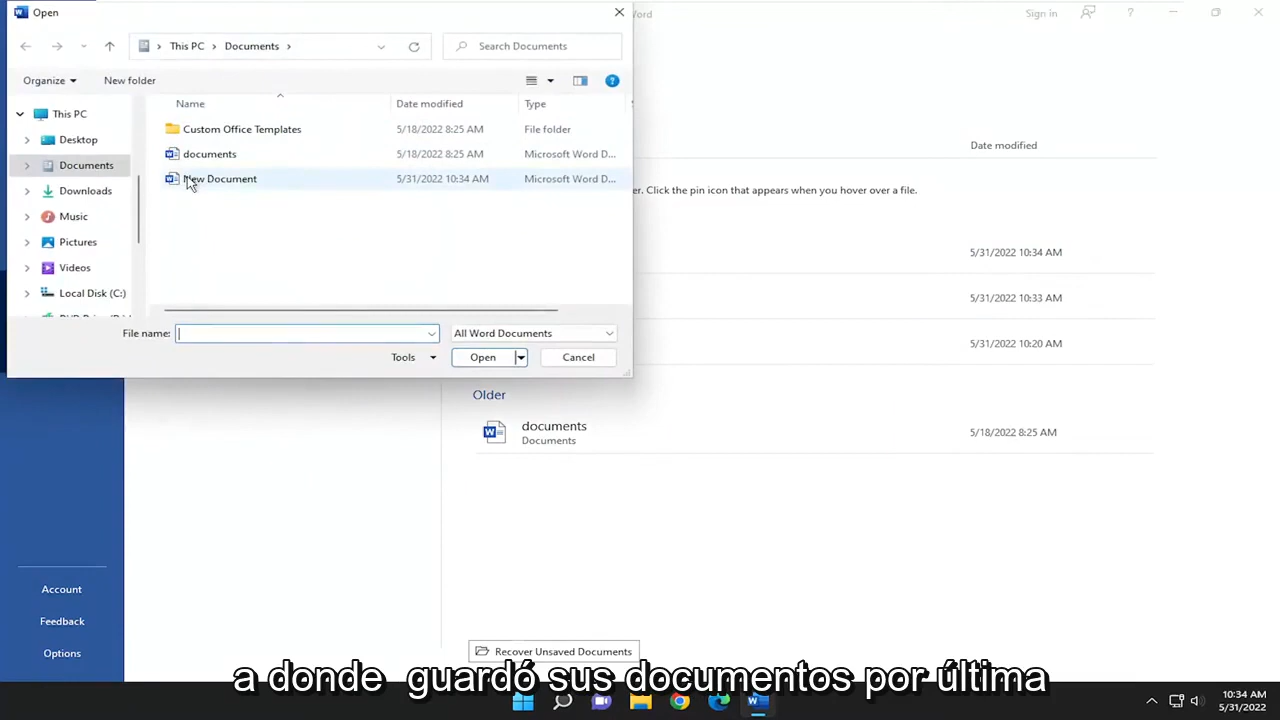 Open
Word
Sign in
?
This PC > Documents >
Search Documents
Organize
New folder
?
Name
Date modified
Type
This PC
Desktop
Documents
Downloads
Music
Pictures
Videos
Local Disk (C:)
Custom Office Templates 5/18/2022 8:25 AM File folder
documents 5/18/2022 8:25 AM Microsoft Word D...
New Document 5/31/2022 10:34 AM Microsoft Word D...
File name:
All Word Documents
Tools
Open
Cancel
Date modified
er. Click the pin icon that appears when you hover over a file.
5/31/2022 10:34 AM
5/31/2022 10:33 AM
5/31/2022 10:20 AM
Older
documents
Documents
5/18/2022 8:25 AM
Account
Feedback
Options
Recover Unsaved Documents
a donde guardó sus documentos por última
10:34 AM
5/31/2022